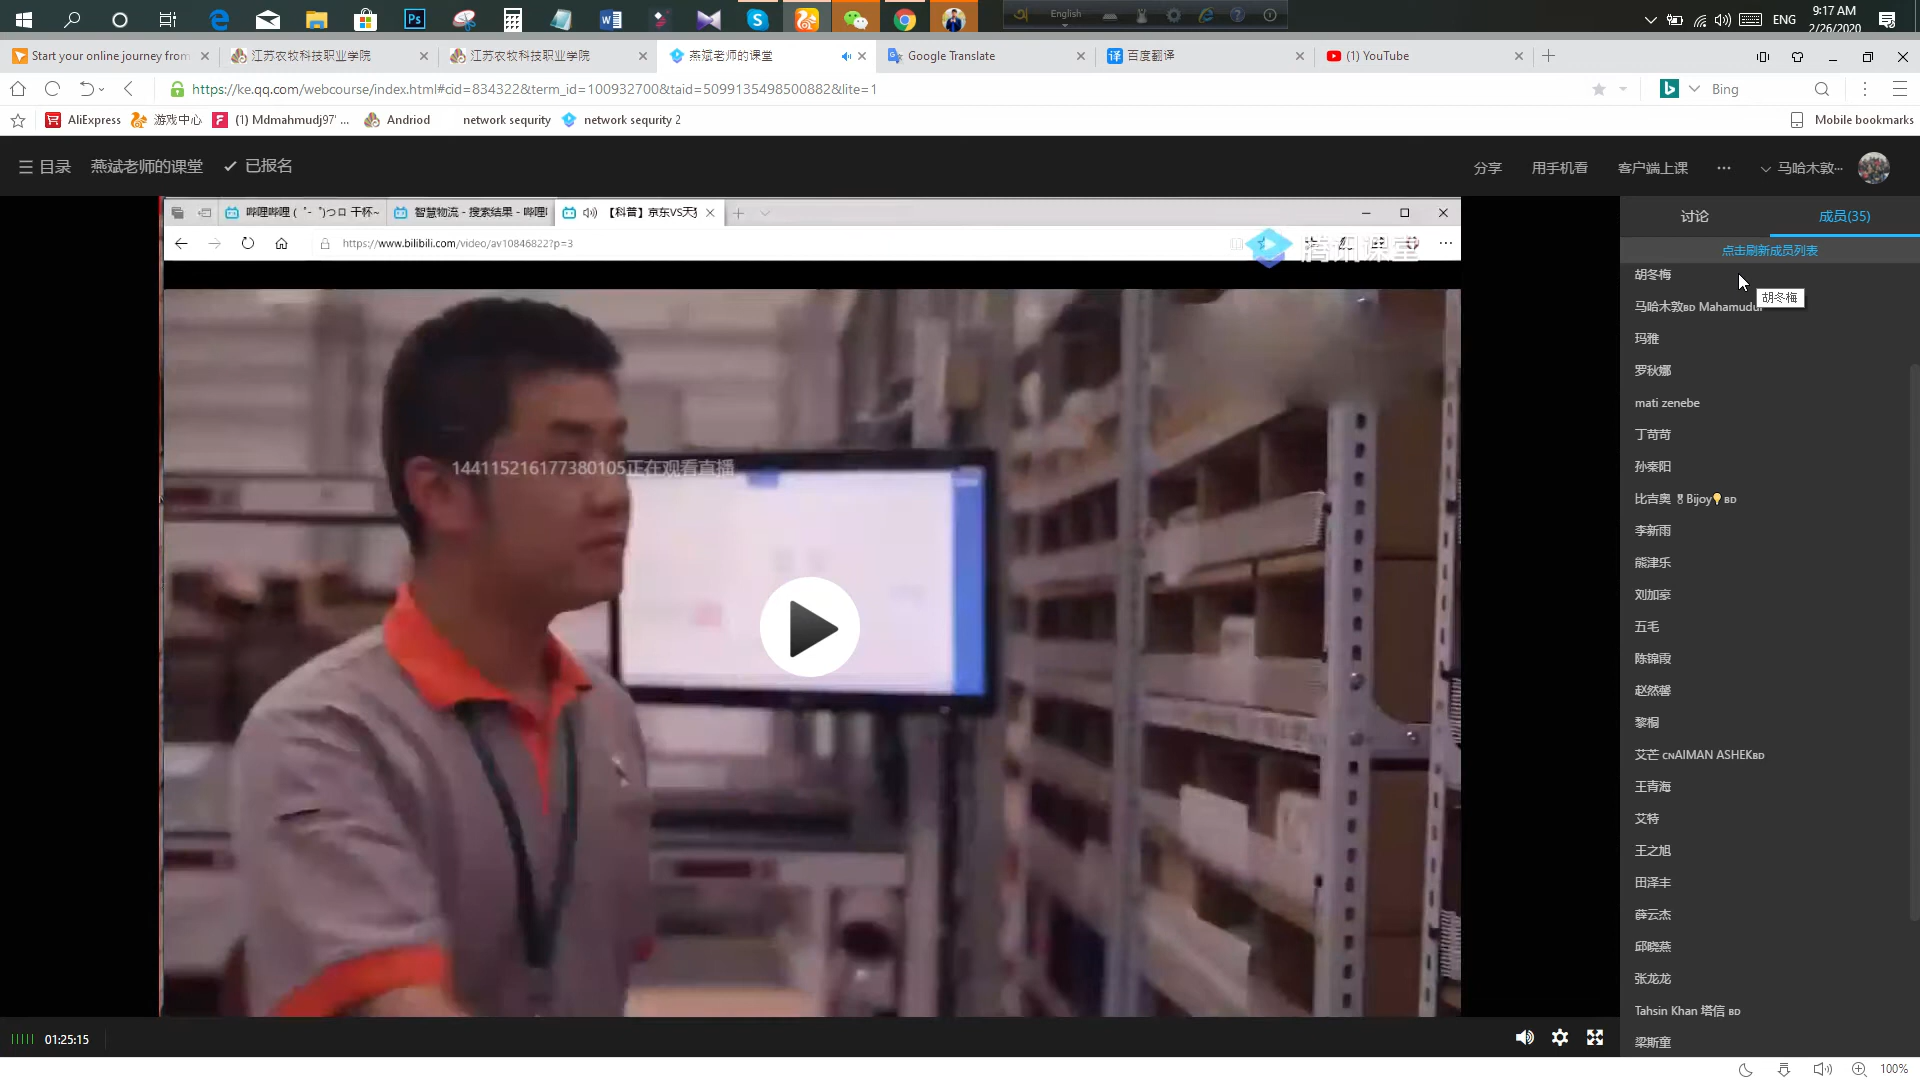 English
ENG
9:17 AM
2/26/2020
Start your online journey from
江苏农牧科技职业学院
江苏农牧科技职业学院
燕斌老师的课堂
Google Translate
百度翻译
(1) YouTube
https://ke.qq.com/webcourse/index.html#cid=834322&term_id=100932700&taid=5099135498500882&lite=1
Bing
AliExpress
游戏中心
(1) Mdmahmudj97' ...
Andriod
network sequrity
network sequrity 2
Mobile bookmarks
目录
燕斌老师的课堂
已报名
分享
用手机看
客户端上课
马哈木敦···
哔哩哔哩 ( ゜- ゜)つロ 干杯~
智慧物流 - 搜索结果 - 哔哩
【科普】京东VS天
https://www.bilibili.com/video/av10846822?p=3
腾讯课堂
144115216177380105正在观看直播
讨论
成员(35)
点击刷新成员列表
胡冬梅
胡冬梅
马哈木敦BD Mahamudul
玛雅
罗秋娜
mati zenebe
丁苛苛
孙秦阳
比吉奥 🎖Bijoy💡BD
李新雨
熊津乐
刘加豪
五毛
陈锦霞
赵然馨
黎桐
艾芒 CNAIMAN ASHEKBD
王青海
艾特
王之旭
田泽丰
薛云杰
邱晓燕
张龙龙
Tahsin Khan 塔信 BD
梁斯童
01:25:15
100%